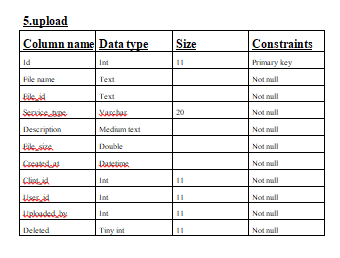 5.upload
Column name Data type Size Constraints
Id Int 11 Primary key
File name Text Not null
File_id Text Not null
Service_type Varchar 20 Not null
Description Medium text Not null
File_size Double Not null
Created_at Datetime Not null
Clint_id Int 11 Not null
User_id Int 11 Not null
Uploaded_by Int 11 Not null
Deleted Tiny int 11 Not null